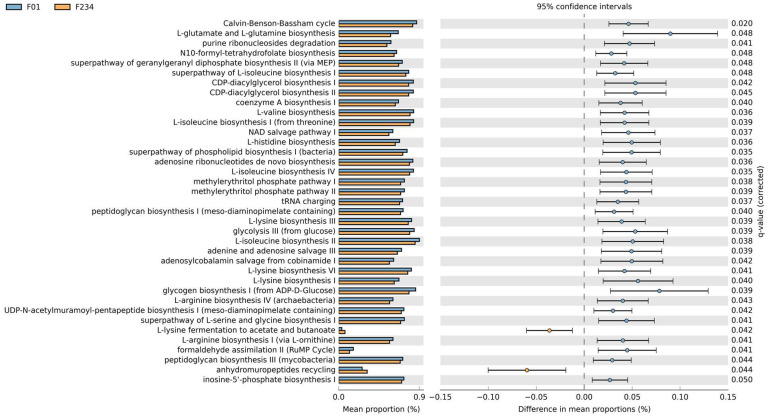 F01 F234
95% confidence intervals
Calvin-Benson-Bassham cycle 0.020
L-glutamate and L-glutamine biosynthesis 0.048
purine ribonucleosides degradation 0.041
N10-formyl-tetrahydrofolate biosynthesis 0.048
superpathway of geranylgeranyl diphosphate biosynthesis II (via MEP) 0.048
superpathway of L-isoleucine biosynthesis I 0.048
CDP-diacylglycerol biosynthesis I 0.042
CDP-diacylglycerol biosynthesis II 0.045
coenzyme A biosynthesis I 0.040
L-valine biosynthesis 0.036
L-isoleucine biosynthesis I (from threonine) 0.039
NAD salvage pathway I 0.037
L-histidine biosynthesis 0.036
superpathway of phospholipid biosynthesis I (bacteria) 0.035
adenosine ribonucleotides de novo biosynthesis 0.036
L-isoleucine biosynthesis IV 0.035
methylerythritol phosphate pathway I 0.038
methylerythritol phosphate pathway II 0.039
tRNA charging 0.037
peptidoglycan biosynthesis I (meso-diaminopimelate containing) 0.040
L-lysine biosynthesis III 0.039
glycolysis III (from glucose) 0.039
L-isoleucine biosynthesis II 0.038
adenine and adenosine salvage III 0.039
adenosylcobalamin salvage from cobinamide I 0.042
L-lysine biosynthesis VI 0.041
L-lysine biosynthesis I 0.040
glycogen biosynthesis I (from ADP-D-Glucose) 0.039
L-arginine biosynthesis IV (archaebacteria) 0.043
UDP-N-acetylmuramoyl-pentapeptide biosynthesis I (meso-diaminopimelate containing) 0.042
superpathway of L-serine and glycine biosynthesis I 0.041
L-lysine fermentation to acetate and butanoate 0.042
L-arginine biosynthesis I (via L-ornithine) 0.041
formaldehyde assimilation II (RuMP Cycle) 0.041
peptidoglycan biosynthesis III (mycobacteria) 0.044
anhydromuropeptides recycling 0.044
inosine-5'-phosphate biosynthesis I 0.050
q-value (corrected)
0.0 0.9 −0.15 −0.10 −0.05 0.00 0.05 0.10 0.15
Mean proportion (%) Difference in mean proportions (%)